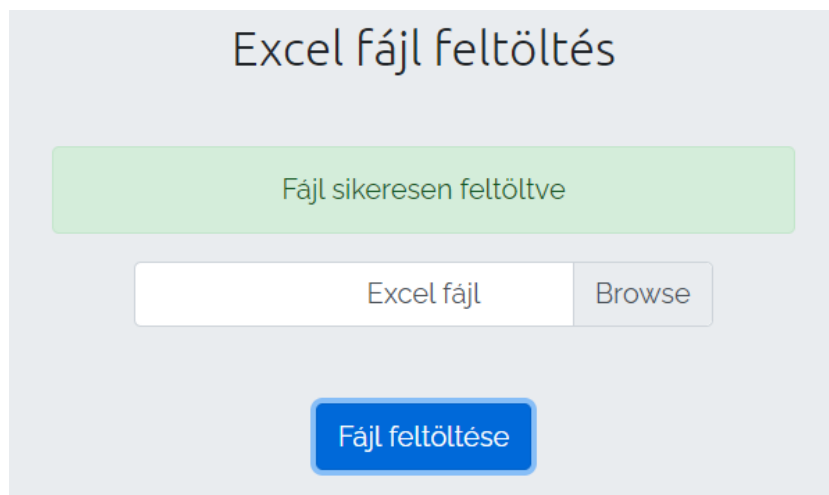 Excel fájl feltöltés
Fájl sikeresen feltöltve
Excel fájl Browse
Fájl feltöltése